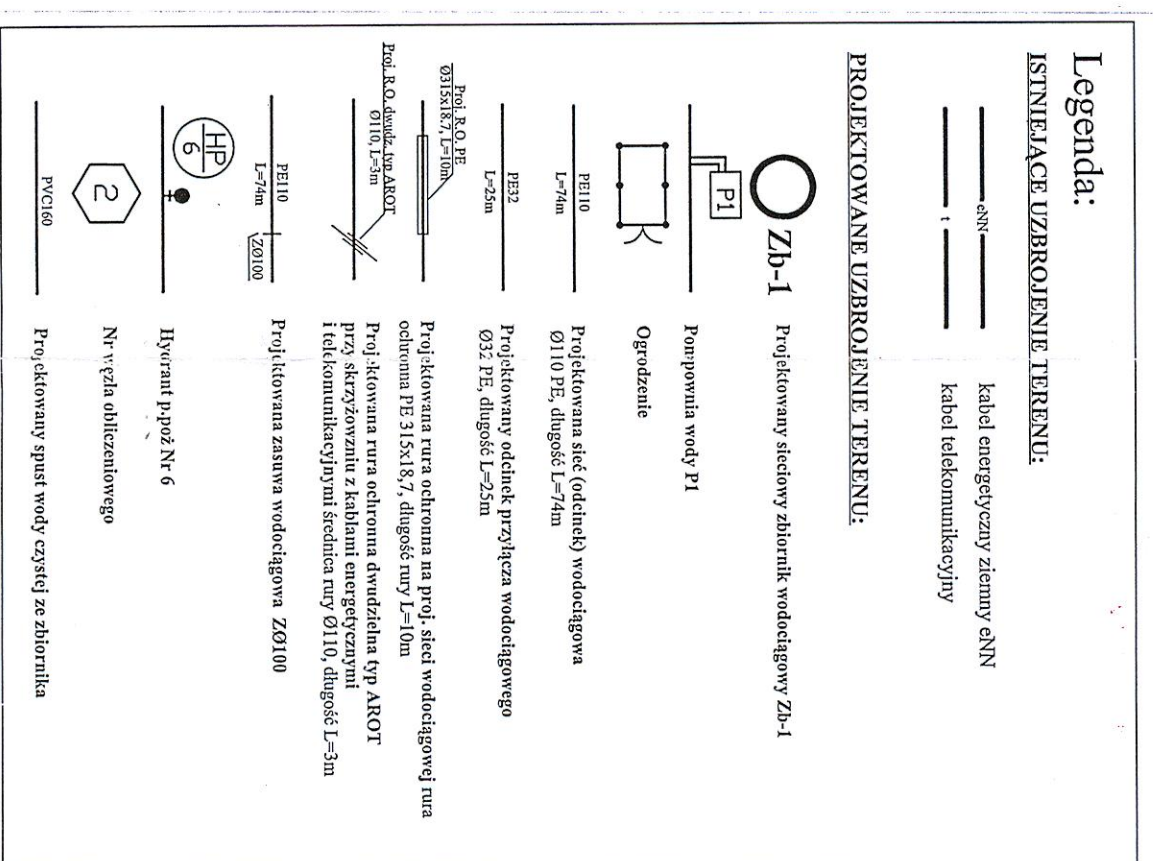 Legenda:
ISTNIEJĄCE UZBROJENIE TERENU:
eNN
kabel energetyczny ziemny eNN
t
kabel telekomunikacyjny
PROJEKTOWANE UZBROJENIE TERENU:
Zb-1
Projektowany sieciowy zbiornik wodociągowy Zb-1
P1
Pompownia wody P1
Ogrodzenie
PE110
L=74m
Projektowana sieć (odcinek) wodociągowa
Ø110 PE, długość L=74m
PE32
L=25m
Projektowany odcinek przyłącza wodociągowego
Ø32 PE, długość L=25m
Proj. R.O. PE
Ø315x18.7, L=10m
Projektowana rura ochronna na proj. sieci wodociągowej rura
ochronna PE 315x18,7, długość rury L=10m
Proj. R.O. dwudz. typ AROT
Ø110, L=3m
Projektowana rura ochronna dwudzielna typ AROT
przy skrzyżowzniu z kablami energetycznymi
i telekomunikacyjnymi średnica rury Ø110, długość L=3m
PE110
L=74m
ZØ100
Projektowana zasuwa wodociągowa ZØ100
HP
6
Hydrant p.poż Nr 6
2
Nr węzła obliczeniowego
PVC160
Projektowany spust wody czystej ze zbiornika